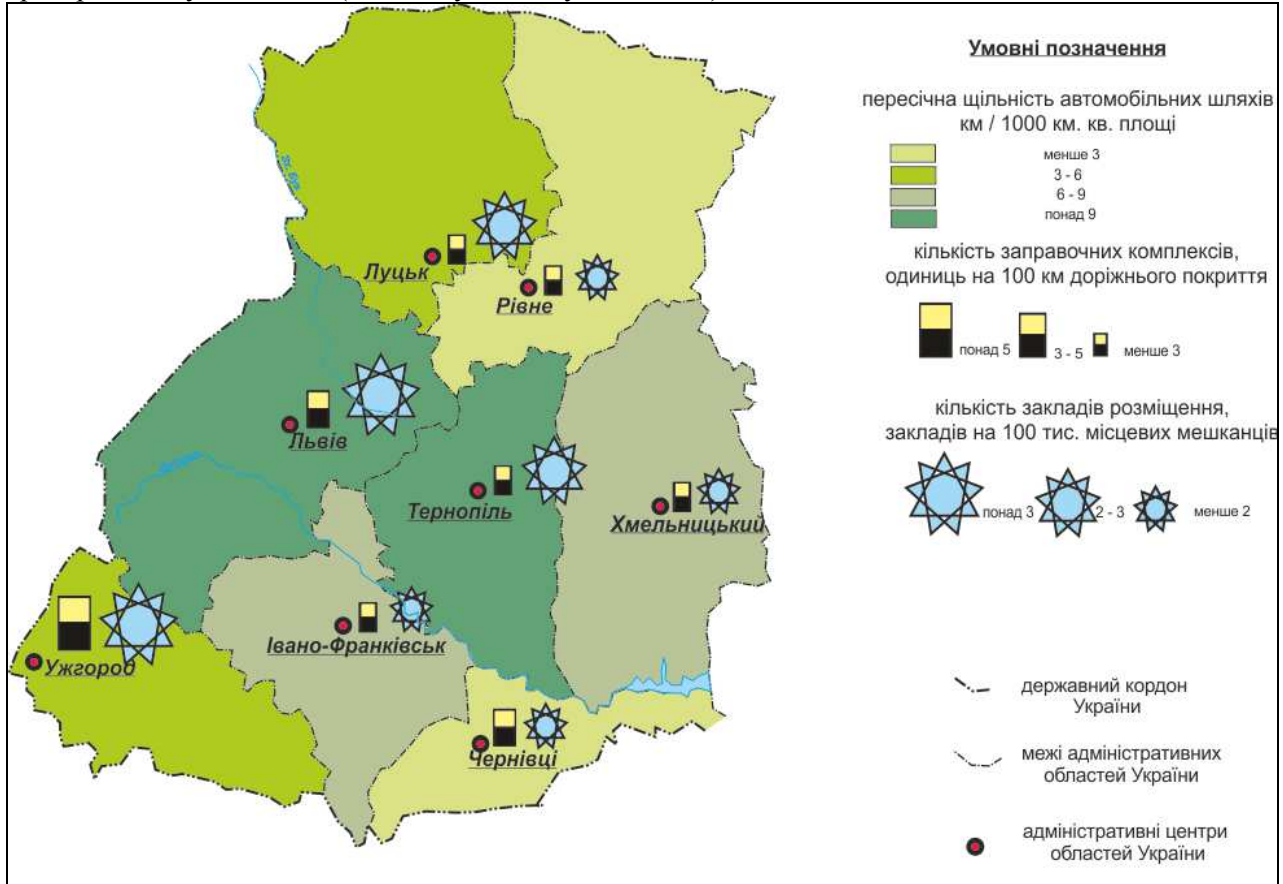 Умовні позначення
пересічна щільність автомобільних шляхів
км / 1000 км. кв. площі
менше 3
3 - 6
6 - 9
понад 9
кількість заправочних комплексів,
одиниць на 100 км доріжнього покриття
понад 5
3 - 5
менше 3
кількість закладів розміщення,
закладів на 100 тис. місцевих мешканців
понад 3
2 - 3
менше 2
державний кордон
України
межі адміністративних
областей України
адміністративні центри
областей України
Луцьк
Рівне
Львів
Тернопіль
Хмельницький
Івано-Франківськ
Ужгород
Чернівці